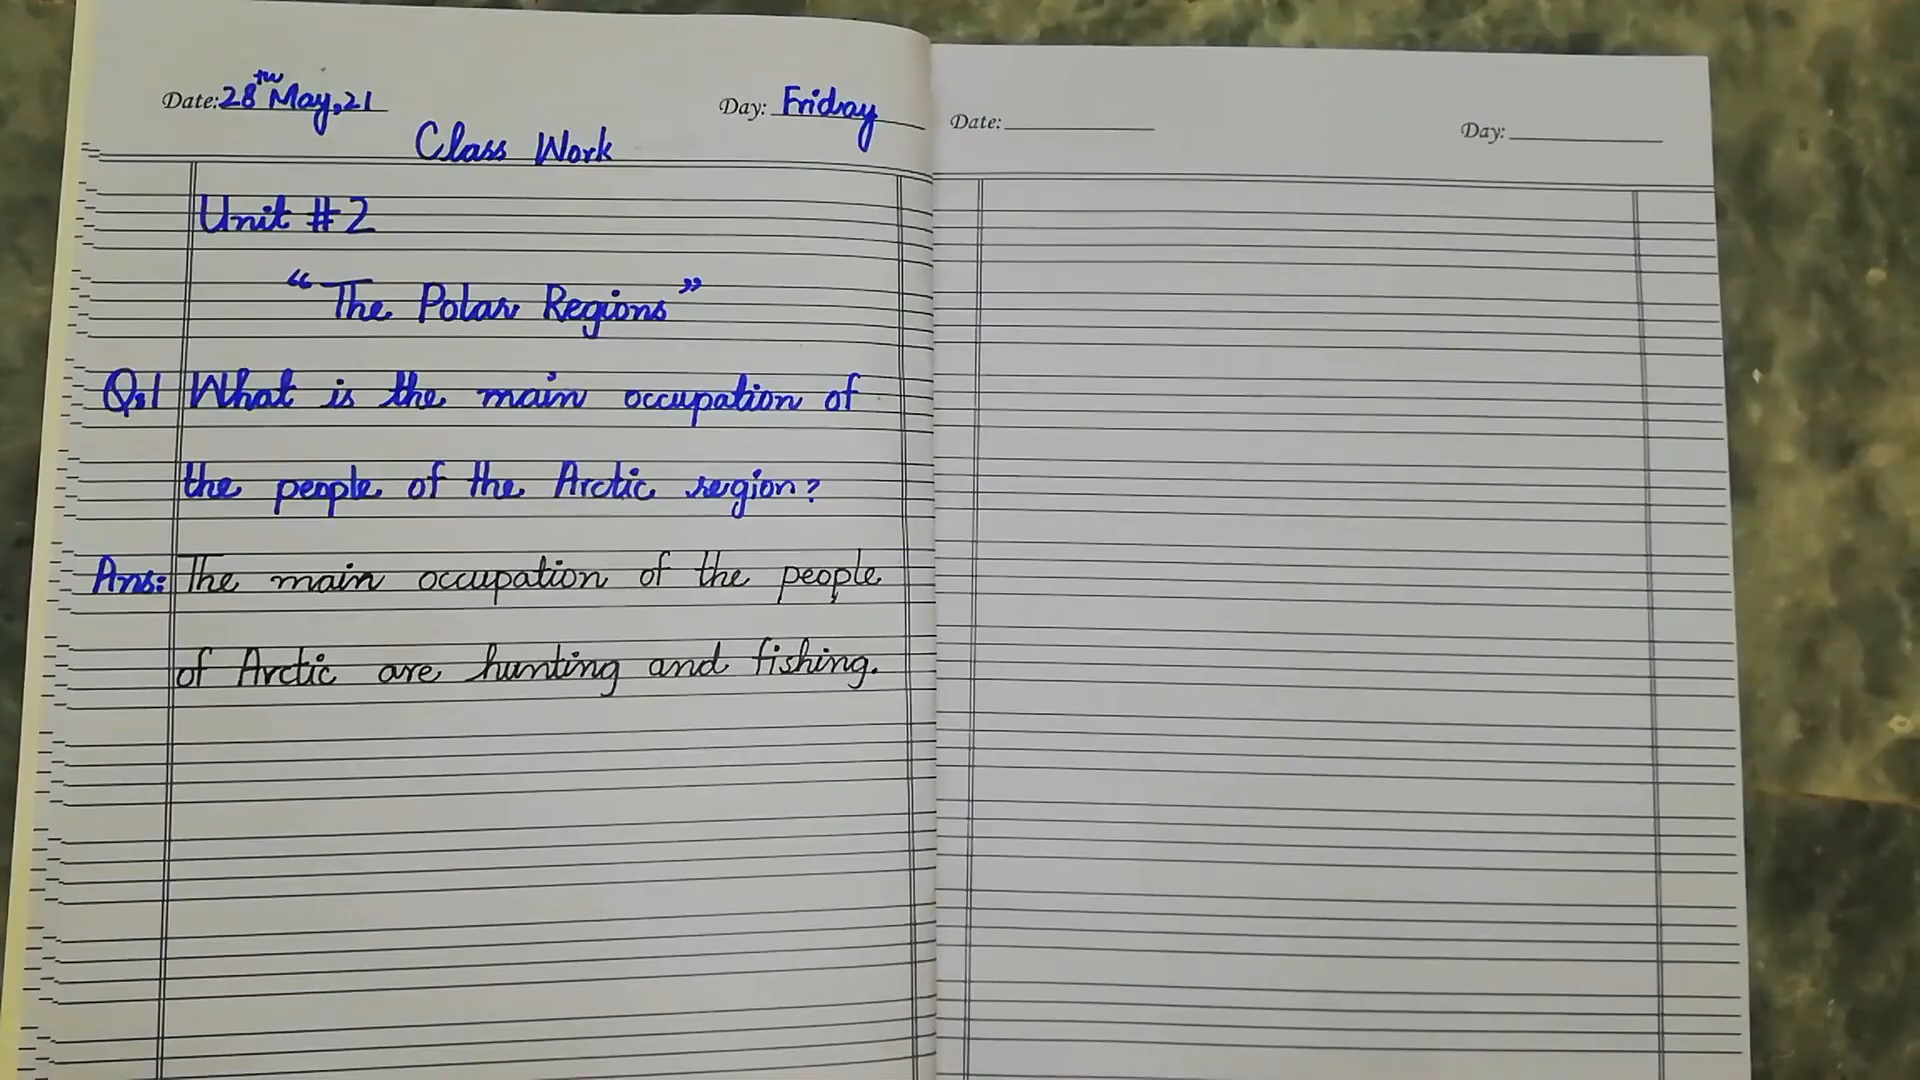 Date: 28th May, 21
Day: Friday
Class Work
Unit #2
"The Polar Regions"
Q.1 What is the main occupation of
the people of the Arctic region?
Ans: The main occupation of the people
of Arctic are hunting and fishing.
Date:
Day: